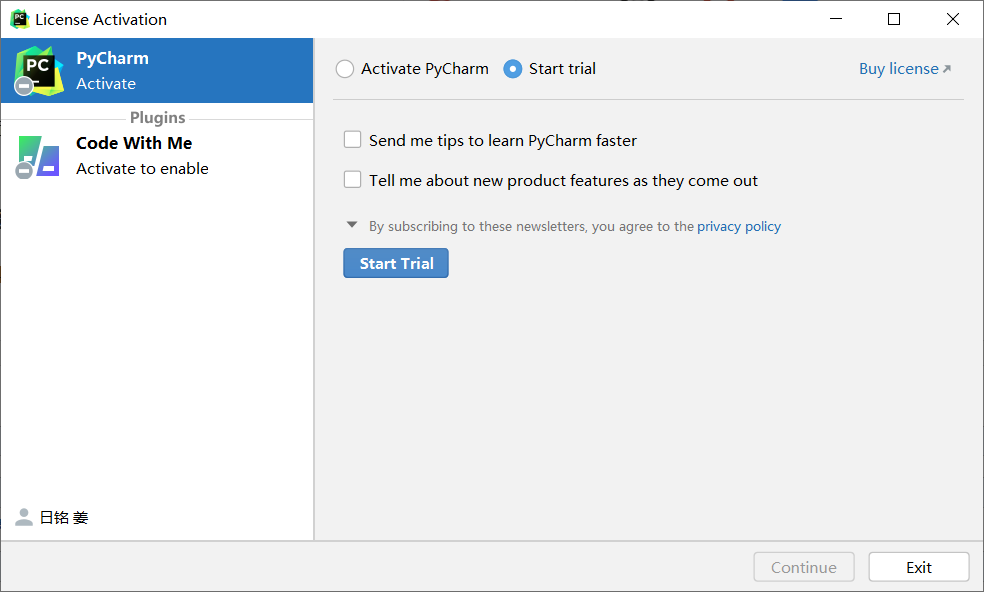 License Activation
PC
PyCharm
Activate
Plugins
Code With Me
Activate to enable
日铭 姜
Activate PyCharm
Start trial
Buy license
Send me tips to learn PyCharm faster
Tell me about new product features as they come out
By subscribing to these newsletters, you agree to the privacy policy
Start Trial
Continue
Exit